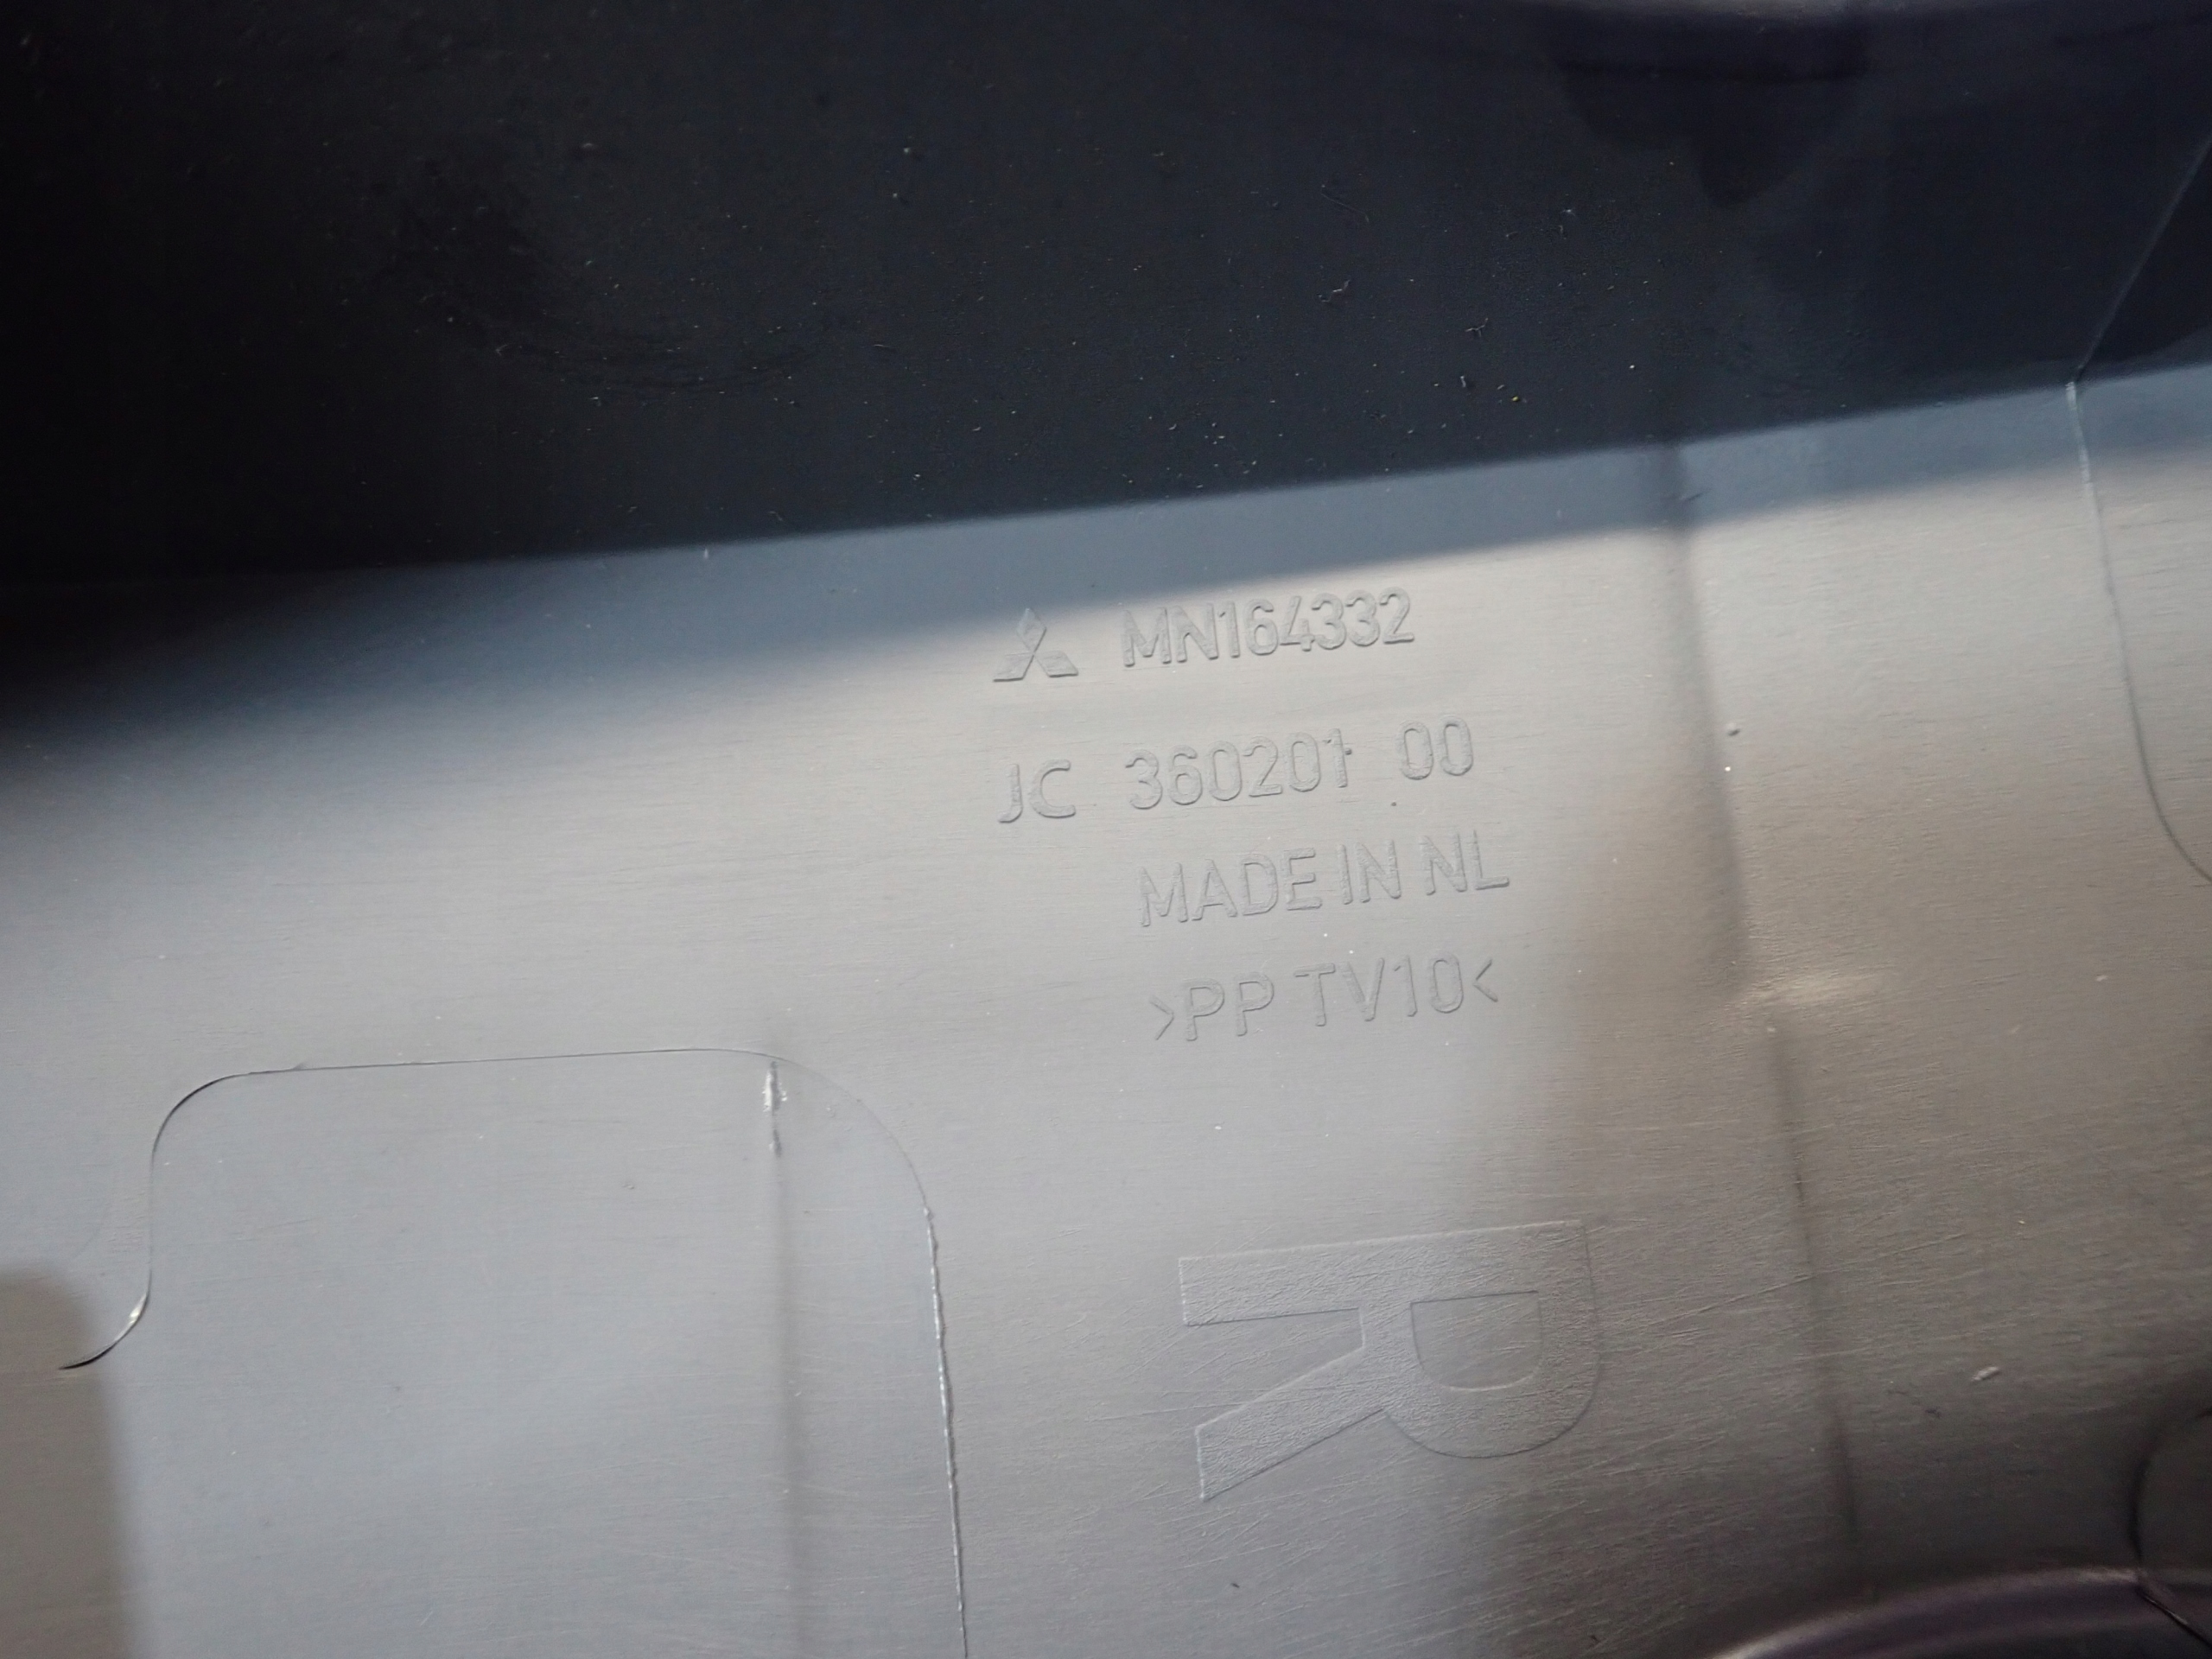 MN164332
JC 360201 00
MADE IN NL
>PP TV10<
R